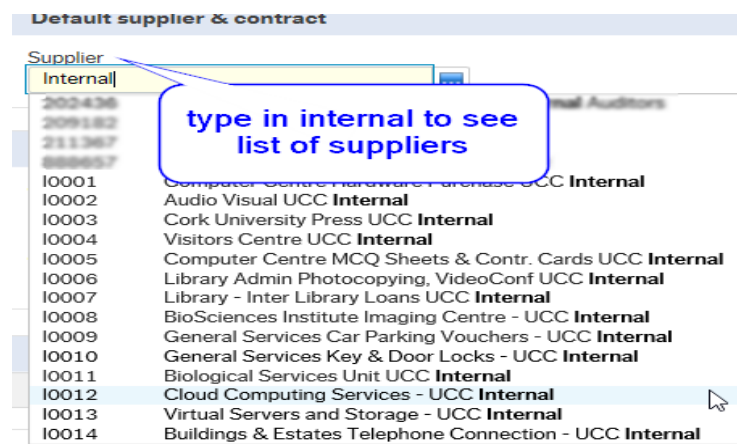 Default supplier & contract
Supplier
Internal
type in internal to see
list of suppliers
202436 Auditors
209182
211367
888657
I0001 Computer Centre Hardware Purchase UCC Internal
I0002 Audio Visual UCC Internal
I0003 Cork University Press UCC Internal
I0004 Visitors Centre UCC Internal
I0005 Computer Centre MCQ Sheets & Contr. Cards UCC Internal
I0006 Library Admin Photocopying, VideoConf UCC Internal
I0007 Library - Inter Library Loans UCC Internal
I0008 BioSciences Institute Imaging Centre - UCC Internal
I0009 General Services Car Parking Vouchers - UCC Internal
I0010 General Services Key & Door Locks - UCC Internal
I0011 Biological Services Unit UCC Internal
I0012 Cloud Computing Services - UCC Internal
I0013 Virtual Servers and Storage - UCC Internal
I0014 Buildings & Estates Telephone Connection - UCC Internal